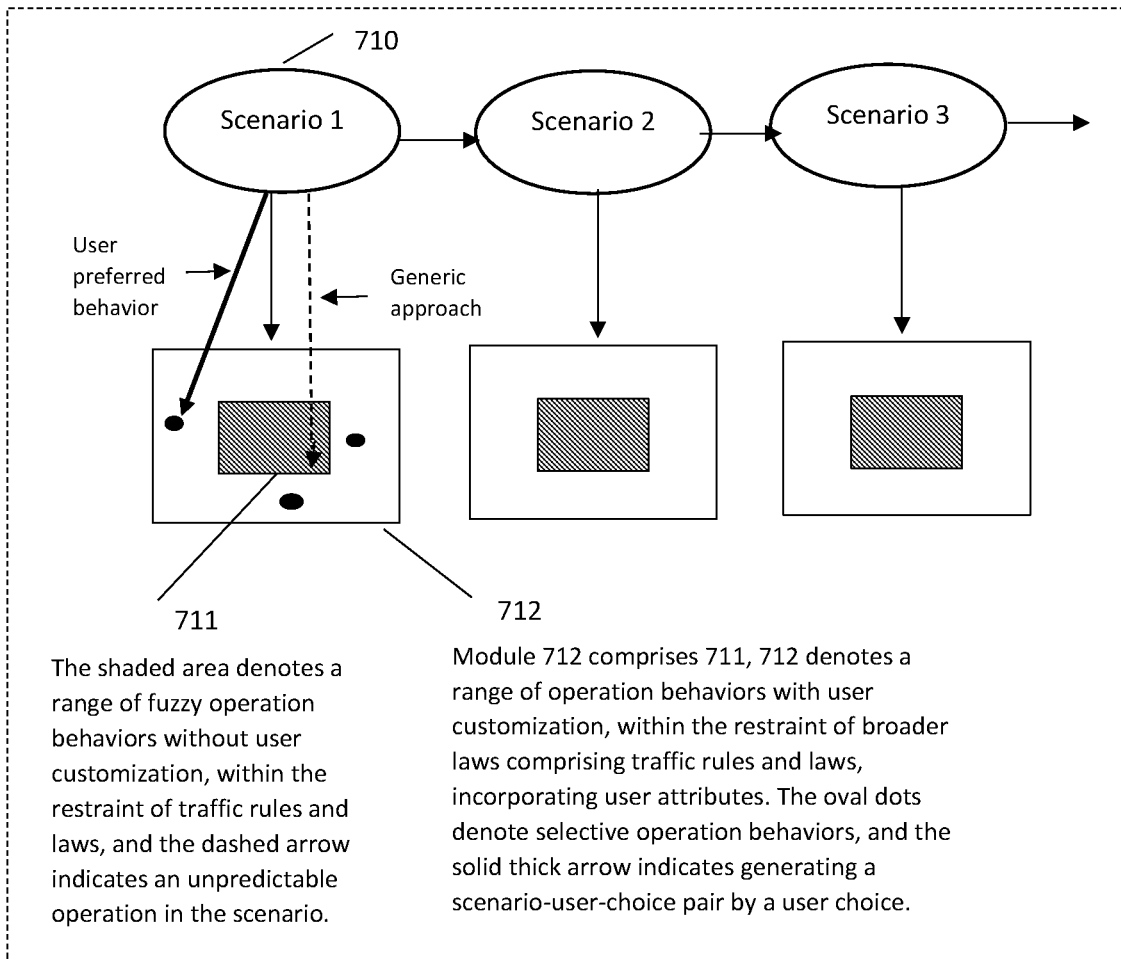 710
Scenario 1
Scenario 2
Scenario 3
User
preferred
behavior
Generic
approach
711
712
The shaded area denotes a
range of fuzzy operation
behaviors without user
customization, within the
restraint of traffic rules and
laws, and the dashed arrow
indicates an unpredictable
operation in the scenario.
Module 712 comprises 711, 712 denotes a
range of operation behaviors with user
customization, within the restraint of broader
laws comprising traffic rules and laws,
incorporating user attributes. The oval dots
denote selective operation behaviors, and the
solid thick arrow indicates generating a
scenario-user-choice pair by a user choice.